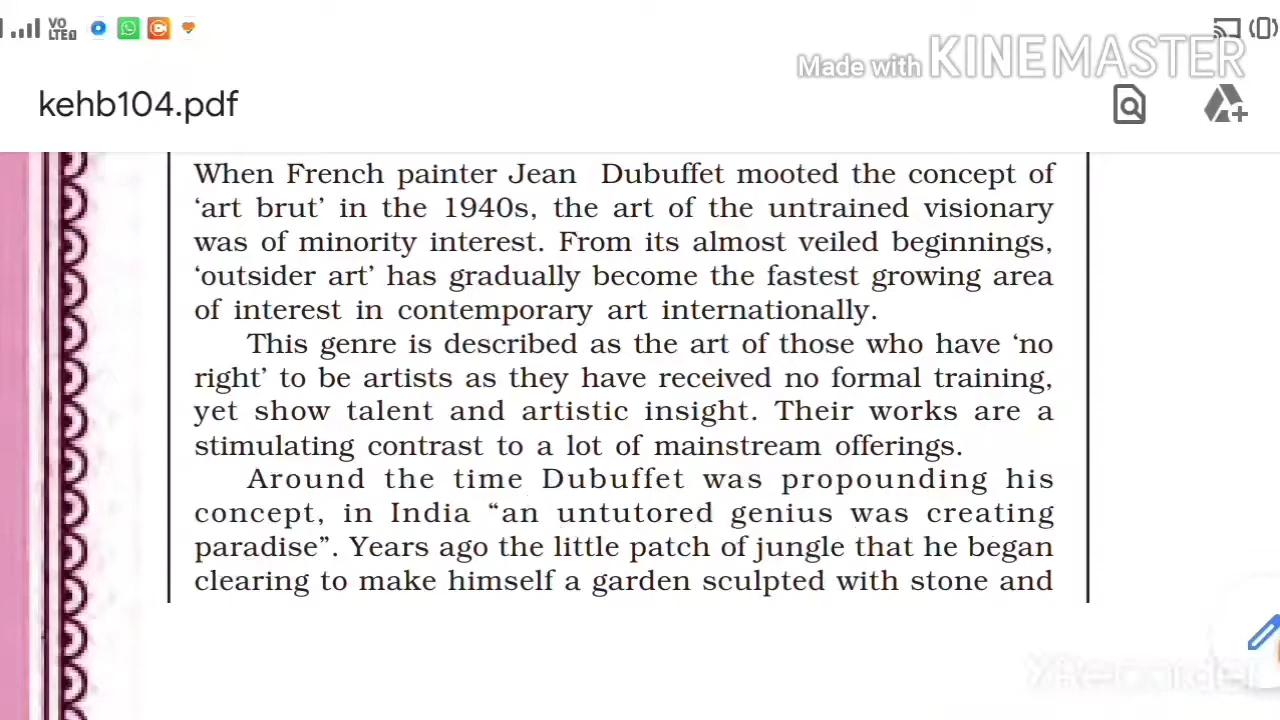 VO
LTE
Made with KINEMASTER
kehb104.pdf
When French painter Jean Dubuffet mooted the concept of
‘art brut’ in the 1940s, the art of the untrained visionary
was of minority interest. From its almost veiled beginnings,
‘outsider art’ has gradually become the fastest growing area
of interest in contemporary art internationally.
This genre is described as the art of those who have ‘no
right’ to be artists as they have received no formal training,
yet show talent and artistic insight. Their works are a
stimulating contrast to a lot of mainstream offerings.
Around the time Dubuffet was propounding his
concept, in India “an untutored genius was creating
paradise”. Years ago the little patch of jungle that he began
clearing to make himself a garden sculpted with stone and
XRecorder